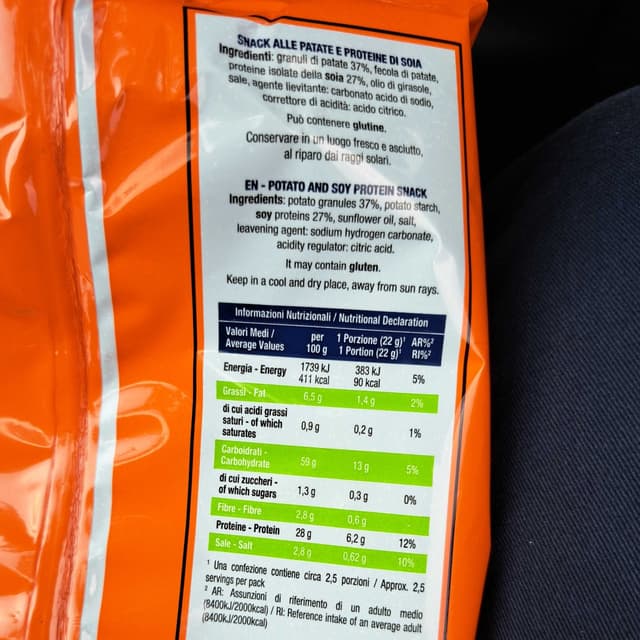 SNACK ALLE PATATE E PROTEINE DI SOIA
Ingredienti: granuli di patate 37%, fecola di patate,
proteine isolate della soia 27%, olio di girasole,
sale, agente lievitante: carbonato acido di sodio,
correttore di acidità: acido citrico.
Può contenere glutine.
Conservare in un luogo fresco e asciutto,
al riparo dai raggi solari.
EN - POTATO AND SOY PROTEIN SNACK
Ingredients: potato granules 37%, potato starch,
soy proteins 27%, sunflower oil, salt,
leavening agent: sodium hydrogen carbonate,
acidity regulator: citric acid.
It may contain gluten.
Keep in a cool and dry place, away from sun rays.
Informazioni Nutrizionali / Nutritional Declaration
Valori Medi / per 1 Porzione (22 g)¹ AR%²
Average Values 100 g 1 Portion (22 g)¹ RI%²
Energia - Energy 1739 kJ 383 kJ 5%
411 kcal 90 kcal
Grassi - Fat 6,5 g 1,4 g 2%
di cui acidi grassi
saturi - of which 0,9 g 0,2 g 1%
saturates
Carboidrati -
Carbohydrate 59 g 13 g 5%
di cui zuccheri -
of which sugars 1,3 g 0,3 g 0%
Fibre - Fibre 2,8 g 0,6 g -
Proteine - Protein 28 g 6,2 g 12%
Sale - Salt 2,8 g 0,62 g 10%
¹ Una confezione contiene circa 2,5 porzioni / Approx. 2,5
servings per pack
² AR: Assunzioni di riferimento di un adulto medio
(8400kJ/2000kcal) / RI: Reference intake of an average adult
(8400kJ/2000kcal)